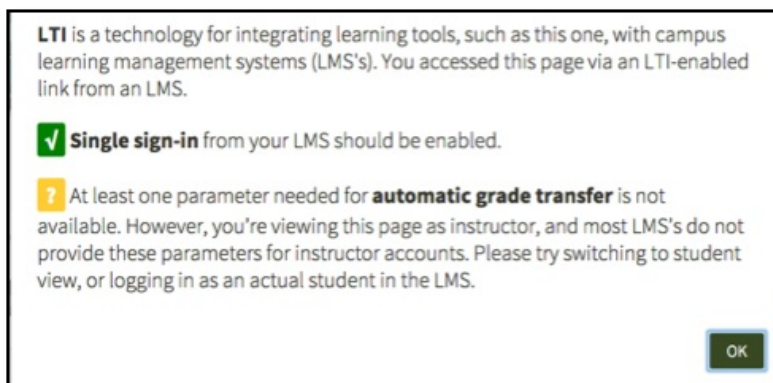 LTI is a technology for integrating learning tools, such as this one, with campus
learning management systems (LMS's). You accessed this page via an LTI-enabled
link from an LMS.
√ Single sign-in from your LMS should be enabled.
? At least one parameter needed for automatic grade transfer is not
available. However, you're viewing this page as instructor, and most LMS's do not
provide these parameters for instructor accounts. Please try switching to student
view, or logging in as an actual student in the LMS.
OK